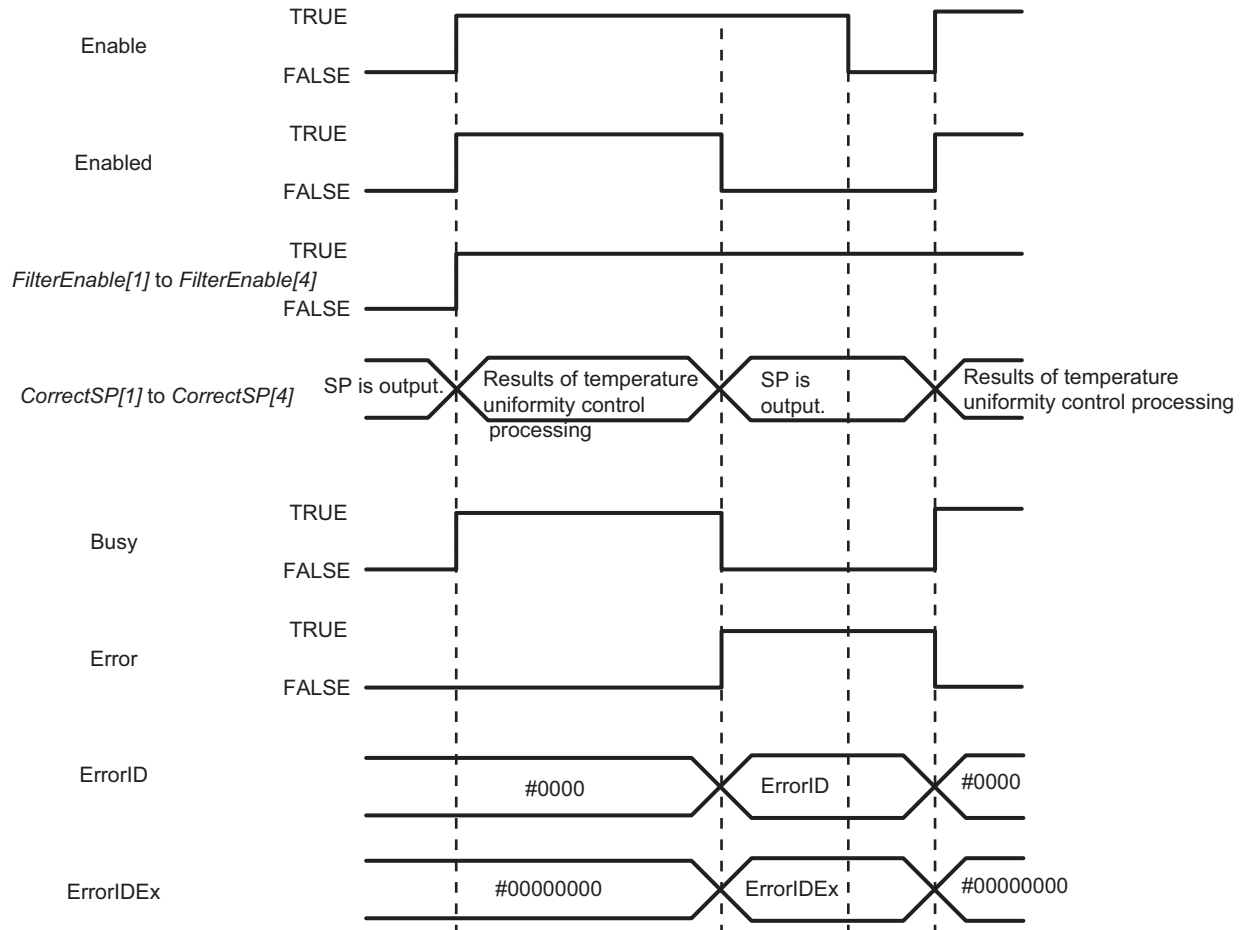 TRUE
Enable
FALSE
TRUE
Enabled
FALSE
TRUE
FilterEnable[1] to FilterEnable[4]
FALSE
CorrectSP[1] to CorrectSP[4]
SP is output.
Results of temperature
uniformity control
processing
SP is
output.
Results of temperature
uniformity control processing
TRUE
Busy
FALSE
TRUE
Error
FALSE
ErrorID
#0000
ErrorID
#0000
ErrorIDEx
#00000000
ErrorIDEx
#00000000